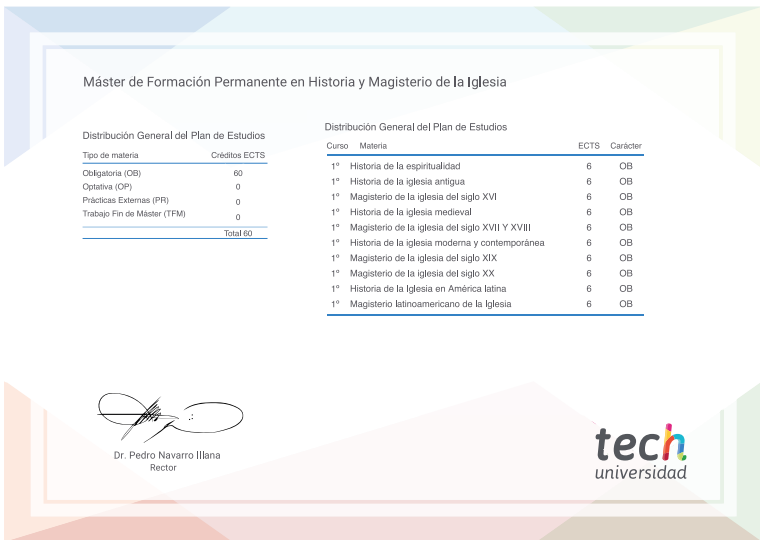 Máster de Formación Permanente en Historia y Magisterio de la Iglesia
Distribución General del Plan de Estudios
Tipo de materia Créditos ECTS
Obligatoria (OB) 60
Optativa (OP) 0
Prácticas Externas (PR) 0
Trabajo Fin de Máster (TFM) 0
Total 60
Distribución General del Plan de Estudios
Curso Materia ECTS Carácter
1º Historia de la espiritualidad 6 OB
1º Historia de la iglesia antigua 6 OB
1º Magisterio de la iglesia del siglo XVI 6 OB
1º Historia de la iglesia medieval 6 OB
1º Magisterio de la iglesia del siglo XVII Y XVIII 6 OB
1º Historia de la iglesia moderna y contemporánea 6 OB
1º Magisterio de la iglesia del siglo XIX 6 OB
1º Magisterio de la iglesia del siglo XX 6 OB
1º Historia de la Iglesia en América latina 6 OB
1º Magisterio latinoamericano de la Iglesia 6 OB
Dr. Pedro Navarro Illana
Rector
tech
universidad